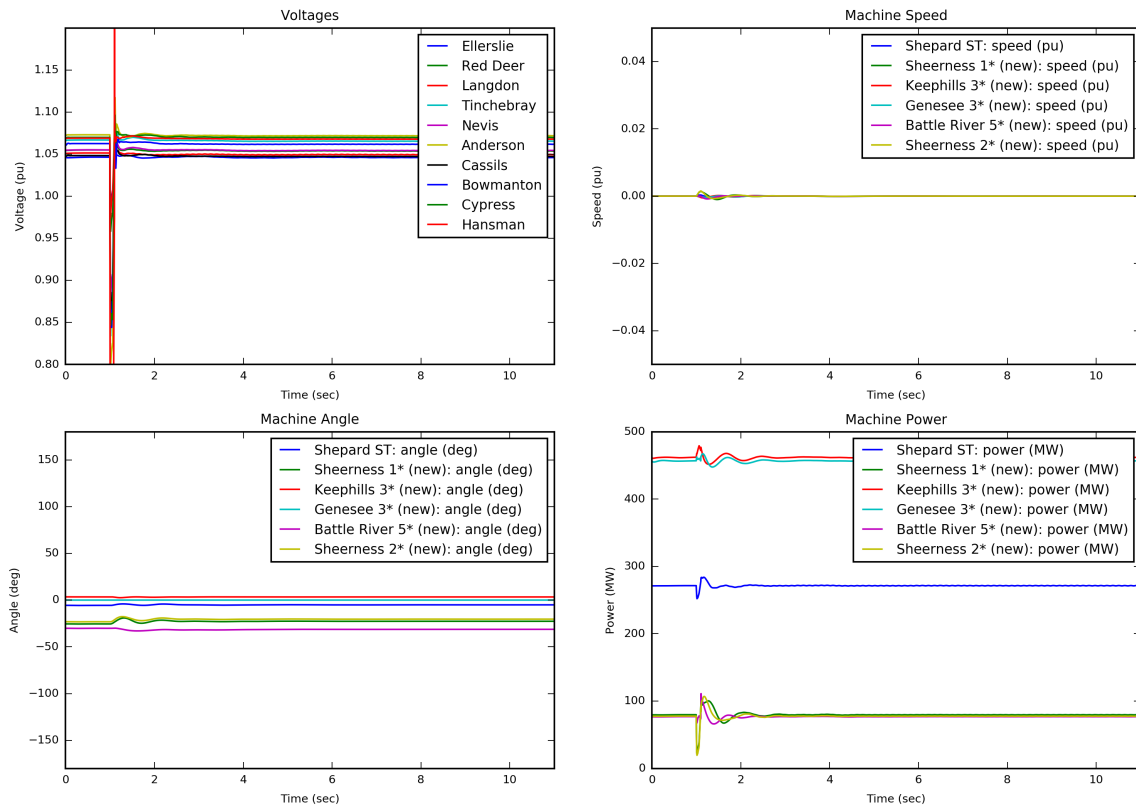 Voltages
1.15
1.10
1.05
1.00
0.95
0.90
0.85
0.80
Voltage (pu)
0
2
4
6
8
10
Time (sec)
Ellerslie
Red Deer
Langdon
Tinchebray
Nevis
Anderson
Cassils
Bowmanton
Cypress
Hansman
Machine Speed
0.04
0.02
0.00
−0.02
−0.04
Speed (pu)
0
2
4
6
8
10
Time (sec)
Shepard ST: speed (pu)
Sheerness 1* (new): speed (pu)
Keephills 3* (new): speed (pu)
Genesee 3* (new): speed (pu)
Battle River 5* (new): speed (pu)
Sheerness 2* (new): speed (pu)
Machine Angle
150
100
50
0
−50
−100
−150
Angle (deg)
0
2
4
6
8
10
Time (sec)
Shepard ST: angle (deg)
Sheerness 1* (new): angle (deg)
Keephills 3* (new): angle (deg)
Genesee 3* (new): angle (deg)
Battle River 5* (new): angle (deg)
Sheerness 2* (new): angle (deg)
Machine Power
500
400
300
200
100
0
Power (MW)
0
2
4
6
8
10
Time (sec)
Shepard ST: power (MW)
Sheerness 1* (new): power (MW)
Keephills 3* (new): power (MW)
Genesee 3* (new): power (MW)
Battle River 5* (new): power (MW)
Sheerness 2* (new): power (MW)